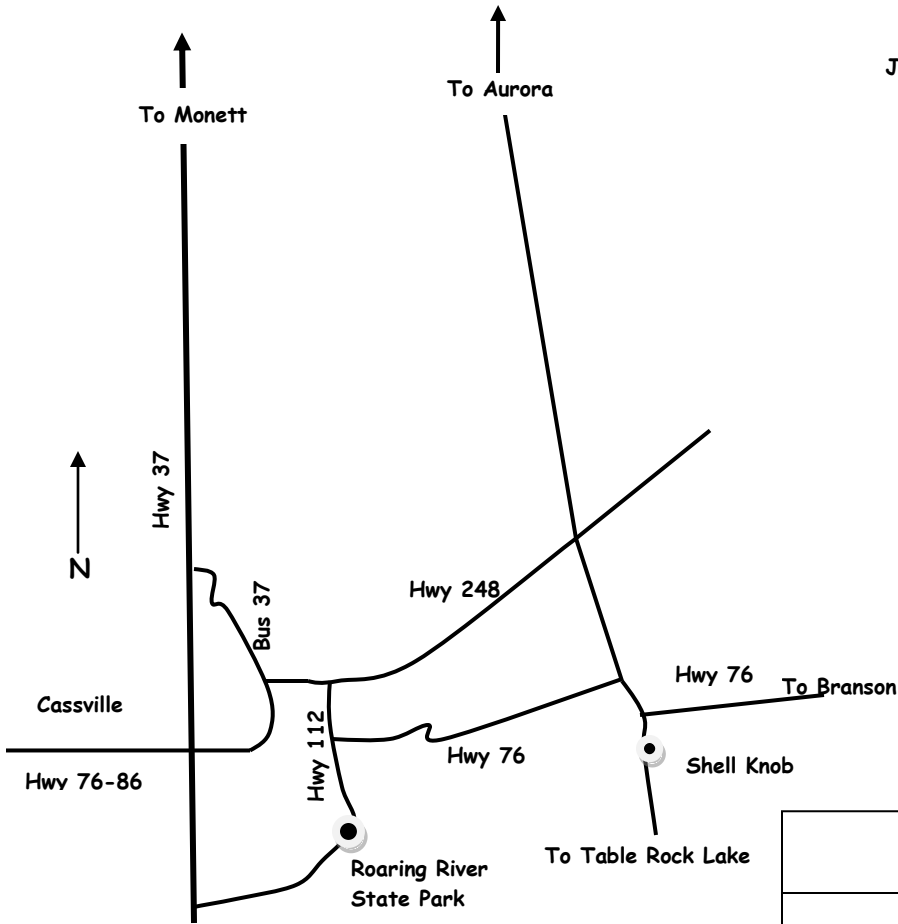 To Aurora
J
To Monett
Hwy 37
N
Bus 37
Hwy 248
Hwy 76
To Branson
Cassville
Hwy 112
Hwy 76
Shell Knob
Hwy 76-86
To Table Rock Lake
Roaring River
State Park